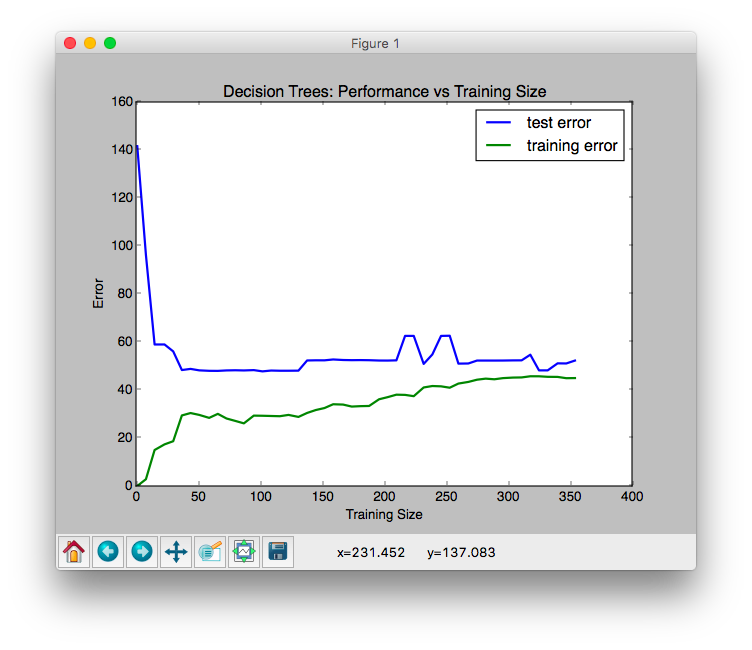 Figure 1
Decision Trees: Performance vs Training Size
160
140
120
100
80
60
40
20
0
Error
test error
training error
0 50 100 150 200 250 300 350 400
Training Size
x=231.452 y=137.083